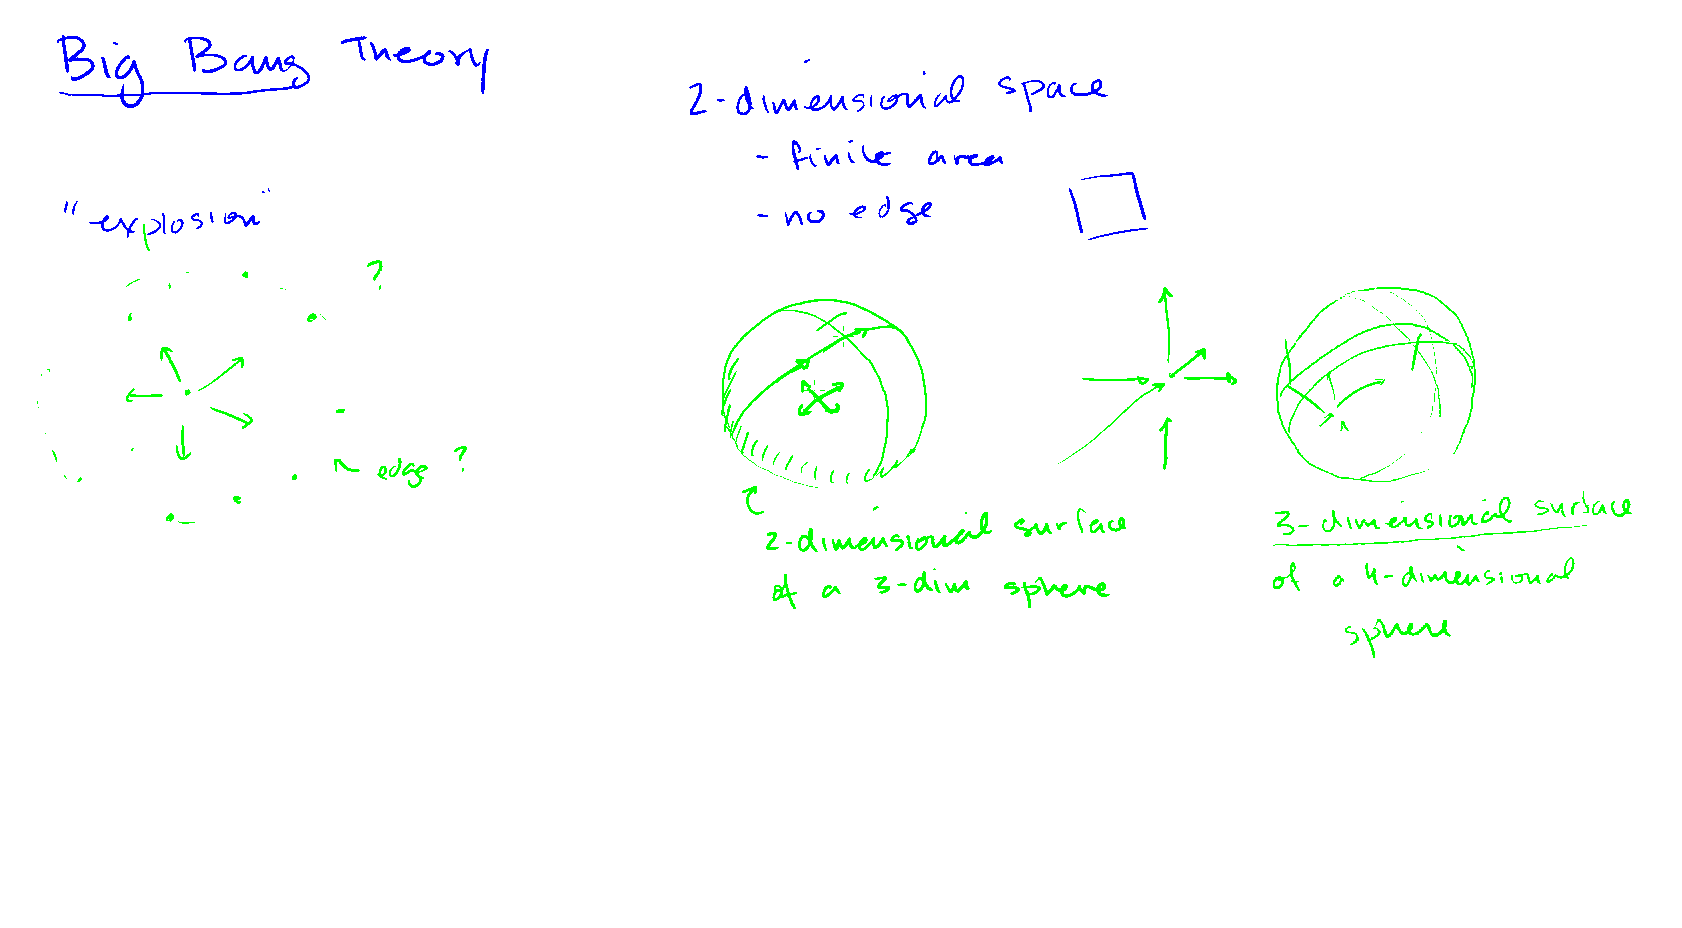 Big Bang Theory
"explosion"
?
edge ?
2-dimensional space
- finite area
- no edge
2-dimensional surface
of a 3-dim sphere
3-dimensional surface
of a 4-dimensional
sphere